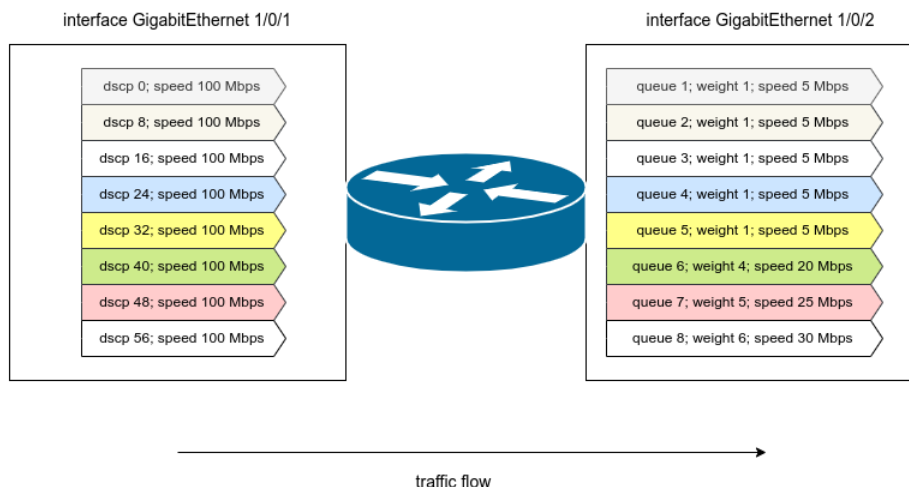 interface GigabitEthernet 1/0/1
interface GigabitEthernet 1/0/2
dscp 0; speed 100 Mbps
dscp 8; speed 100 Mbps
dscp 16; speed 100 Mbps
dscp 24; speed 100 Mbps
dscp 32; speed 100 Mbps
dscp 40; speed 100 Mbps
dscp 48; speed 100 Mbps
dscp 56; speed 100 Mbps
queue 1; weight 1; speed 5 Mbps
queue 2; weight 1; speed 5 Mbps
queue 3; weight 1; speed 5 Mbps
queue 4; weight 1; speed 5 Mbps
queue 5; weight 1; speed 5 Mbps
queue 6; weight 4; speed 20 Mbps
queue 7; weight 5; speed 25 Mbps
queue 8; weight 6; speed 30 Mbps
traffic flow